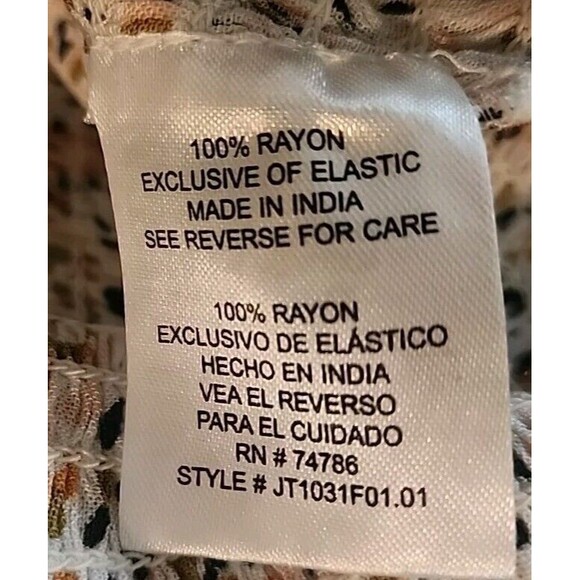 100% RAYON
EXCLUSIVE OF ELASTIC
MADE IN INDIA
SEE REVERSE FOR CARE
100% RAYON
EXCLUSIVO DE ELÁSTICO
HECHO EN INDIA
VEA EL REVERSO
PARA EL CUIDADO
RN # 74786
STYLE # JT1031F01.01